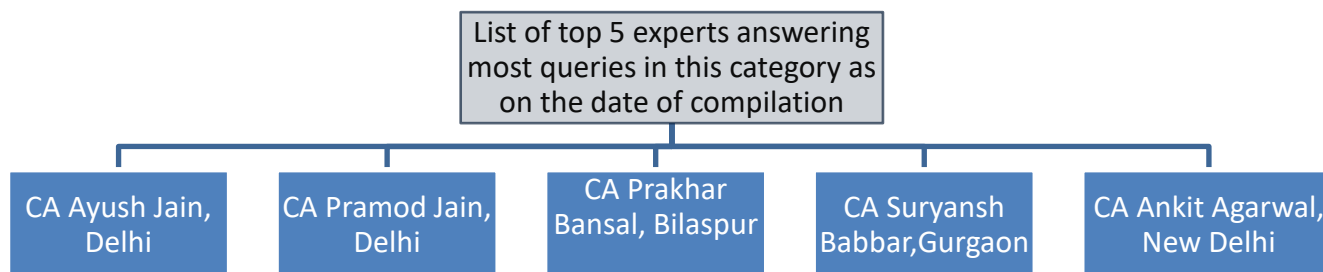 List of top 5 experts answering
most queries in this category as
on the date of compilation
CA Ayush Jain,
Delhi
CA Pramod Jain,
Delhi
CA Prakhar
Bansal, Bilaspur
CA Suryansh
Babbar,Gurgaon
CA Ankit Agarwal,
New Delhi